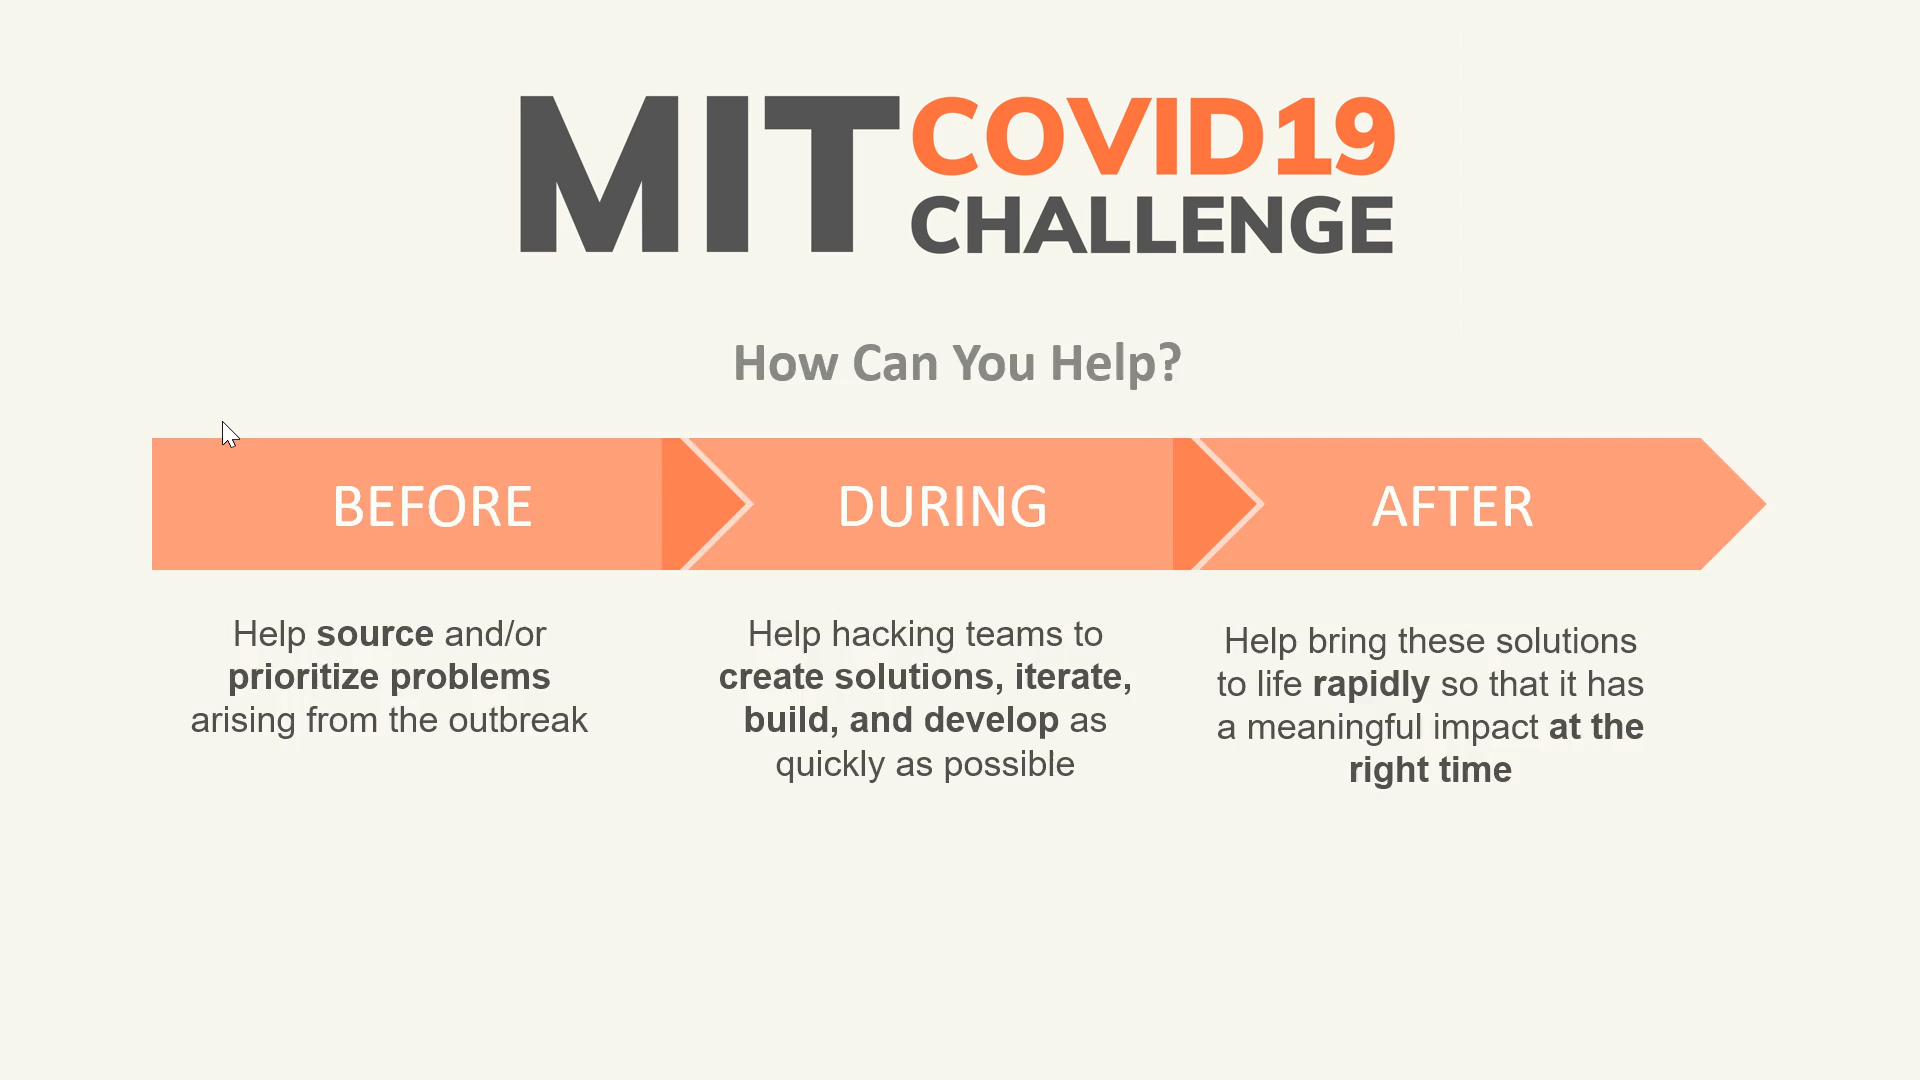 MIT COVID19
CHALLENGE
How Can You Help?
BEFORE
DURING
AFTER
Help source and/or
prioritize problems
arising from the outbreak
Help hacking teams to
create solutions, iterate,
build, and develop as
quickly as possible
Help bring these solutions
to life rapidly so that it has
a meaningful impact at the
right time